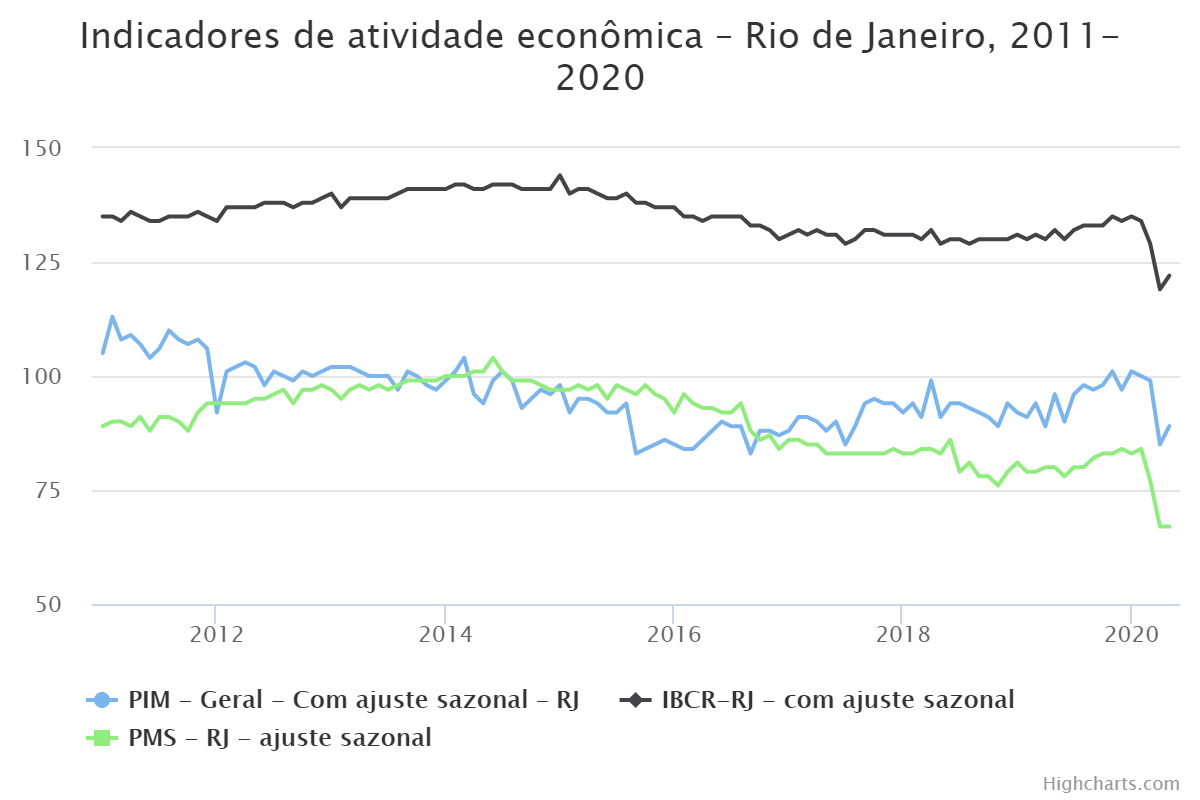 Indicadores de atividade econômica – Rio de Janeiro, 2011–
2020
150
125
100
75
50
2012 2014 2016 2018 2020
PIM – Geral – Com ajuste sazonal – RJ IBCR–RJ – com ajuste sazonal
PMS – RJ – ajuste sazonal
Highcharts.com